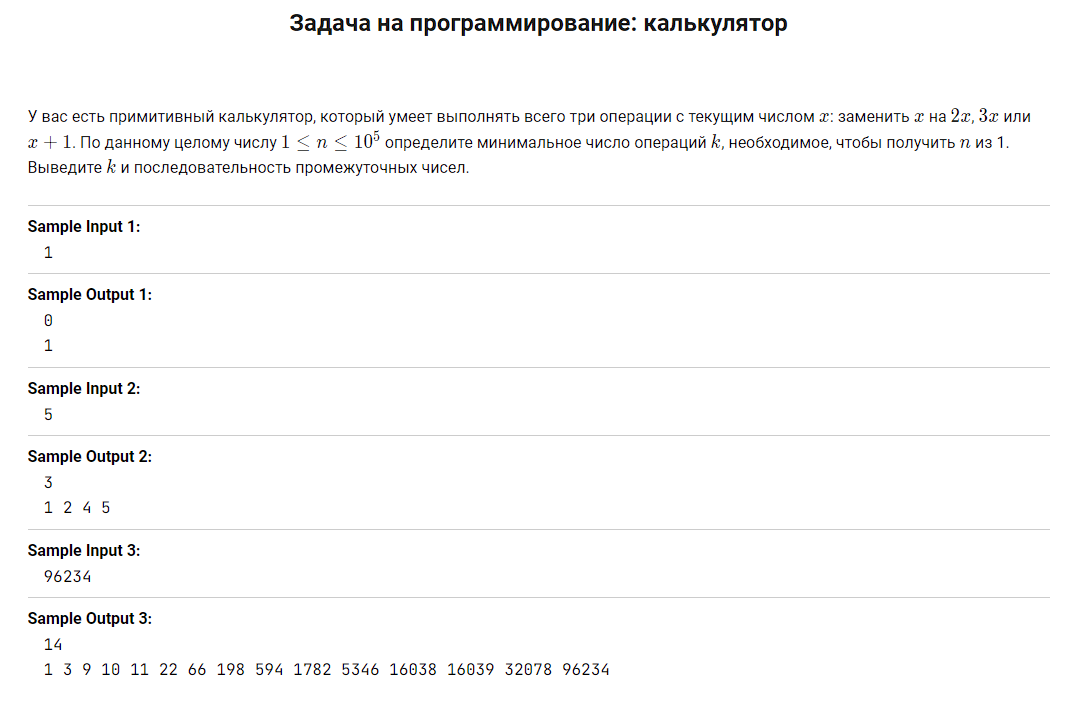 Задача на программирование: калькулятор
У вас есть примитивный калькулятор, который умеет выполнять всего три операции с текущим числом x: заменить x на 2x, 3x или
x + 1. По данному целому числу 1 ≤ n ≤ 10⁵ определите минимальное число операций k, необходимое, чтобы получить n из 1.
Выведите k и последовательность промежуточных чисел.
Sample Input 1:
1
Sample Output 1:
0
1
Sample Input 2:
5
Sample Output 2:
3
1 2 4 5
Sample Input 3:
96234
Sample Output 3:
14
1 3 9 10 11 22 66 198 594 1782 5346 16038 16039 32078 96234